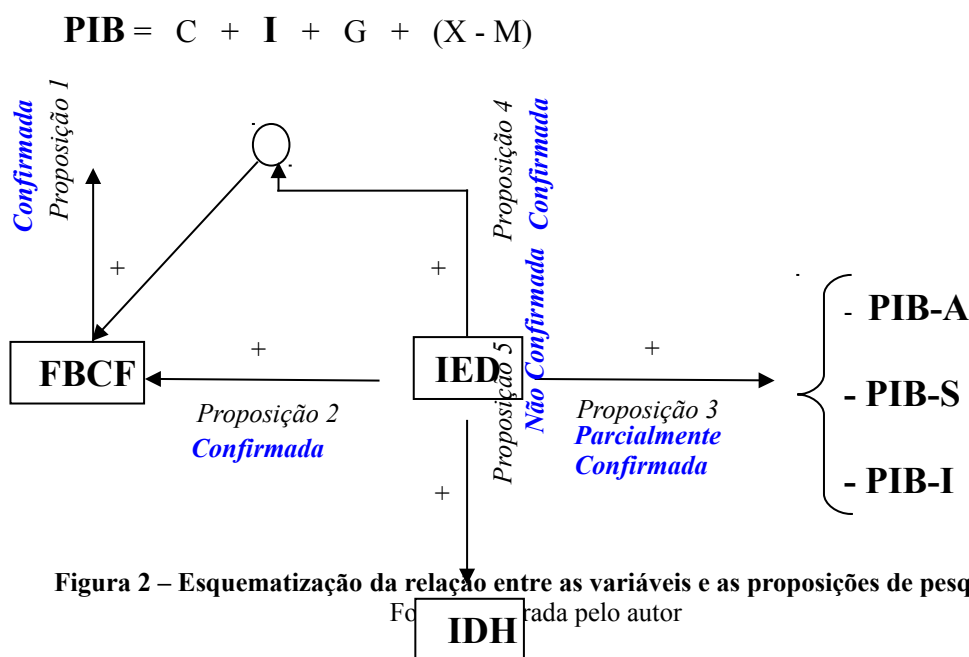 PIB = C + I + G + (X - M)
Confirmada
Proposição 1
Proposição 4
Confirmada
+
+
FBCF
+
IED
Proposição 5
Não Confirmada
+
- PIB-A
- PIB-S
- PIB-I
Proposição 2
Confirmada
Proposição 3
Parcialmente
Confirmada
+
Figura 2 – Esquematização da relação entre as variáveis e as proposições de pesq
Fo rada pelo autor
IDH